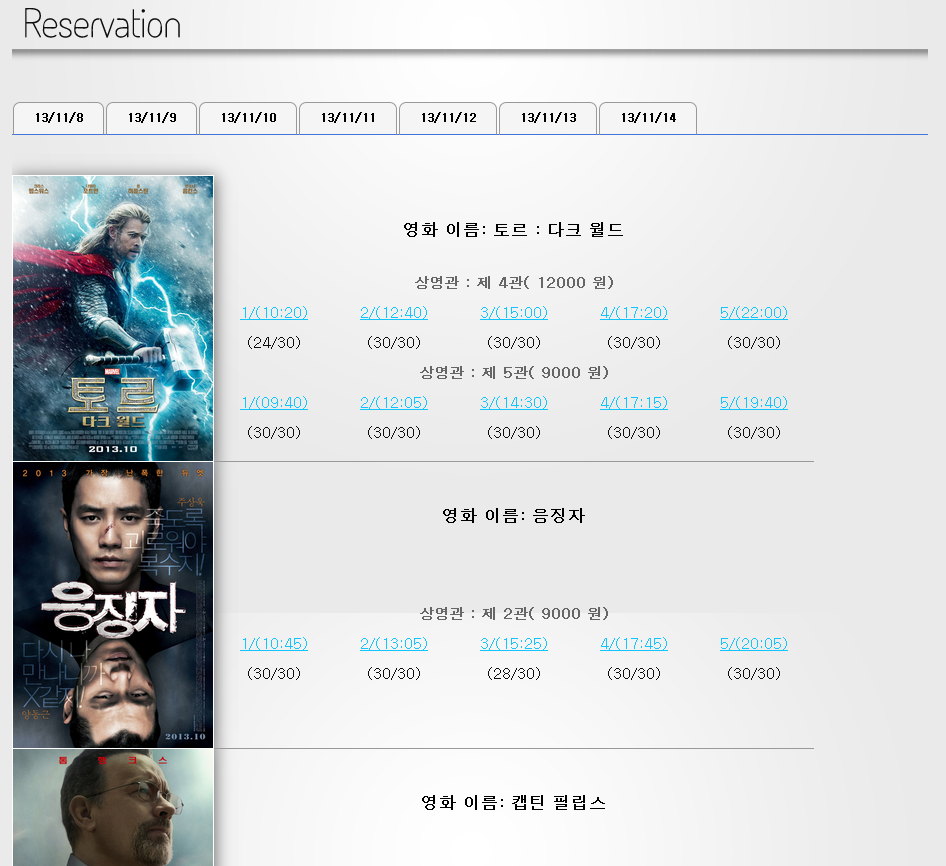 Reservation
13/11/8 13/11/9 13/11/10 13/11/11 13/11/12 13/11/13 13/11/14
영화 이름: 토르 : 다크 월드
상영관 : 제 4관( 12000 원)
1/(10:20) 2/(12:40) 3/(15:00) 4/(17:20) 5/(22:00)
(24/30) (30/30) (30/30) (30/30) (30/30)
상영관 : 제 5관( 9000 원)
1/(09:40) 2/(12:05) 3/(14:30) 4/(17:15) 5/(19:40)
(30/30) (30/30) (30/30) (30/30) (30/30)
MARVEL
토르
다크 월드
2013.10
2013 가장 난폭한
영화 이름: 응징자
주상욱
죽도록
괴로워야
복수지!
응징자
상영관 : 제 2관( 9000 원)
1/(10:45) 2/(13:05) 3/(15:25) 4/(17:45) 5/(20:05)
(30/30) (30/30) (28/30) (30/30) (30/30)
다시 나
만나니까
X같지!
양동근
2013.10
톰 행크스
영화 이름: 캡틴 필립스